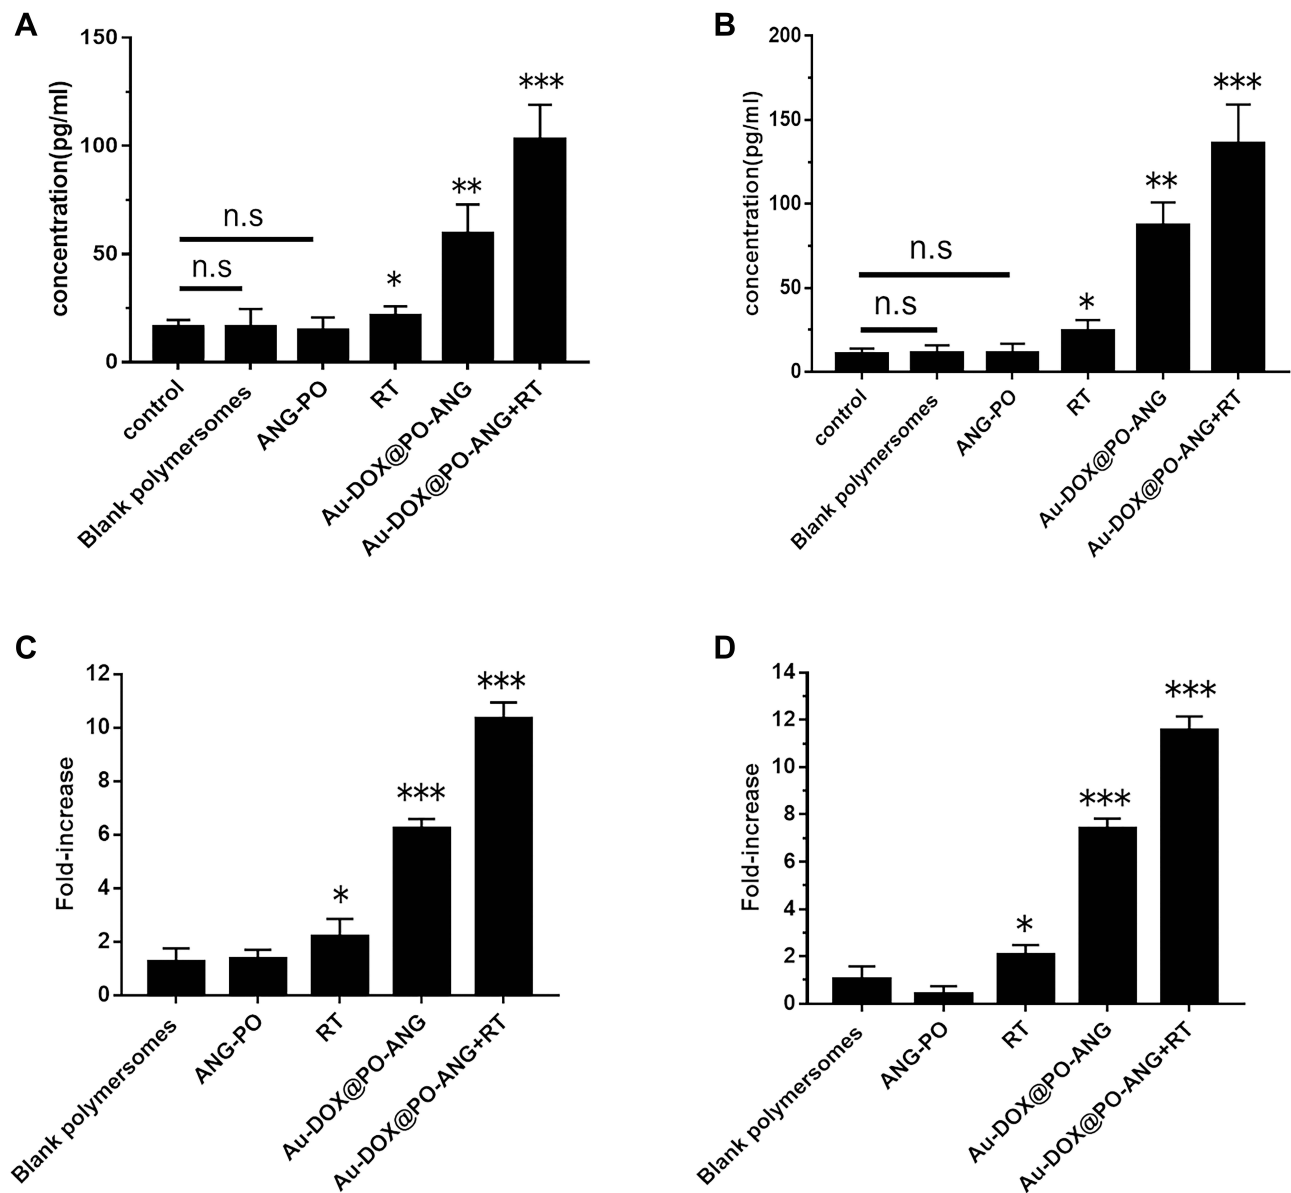 A
concentration(pg/ml)
150
100
50
0
n.s
n.s
*
**
***
control
Blank polymersomes
ANG-PO
RT
Au-DOX@PO-ANG
Au-DOX@PO-ANG+RT
B
concentration(pg/ml)
200
150
100
50
0
n.s
n.s
*
**
***
control
Blank polymersomes
ANG-PO
RT
Au-DOX@PO-ANG
Au-DOX@PO-ANG+RT
C
Fold-increase
12
10
8
6
4
2
0
*
***
***
Blank polymersomes
ANG-PO
RT
Au-DOX@PO-ANG
Au-DOX@PO-ANG+RT
D
Fold-increase
14
12
10
8
6
4
2
0
*
***
***
Blank polymersomes
ANG-PO
RT
Au-DOX@PO-ANG
Au-DOX@PO-ANG+RT